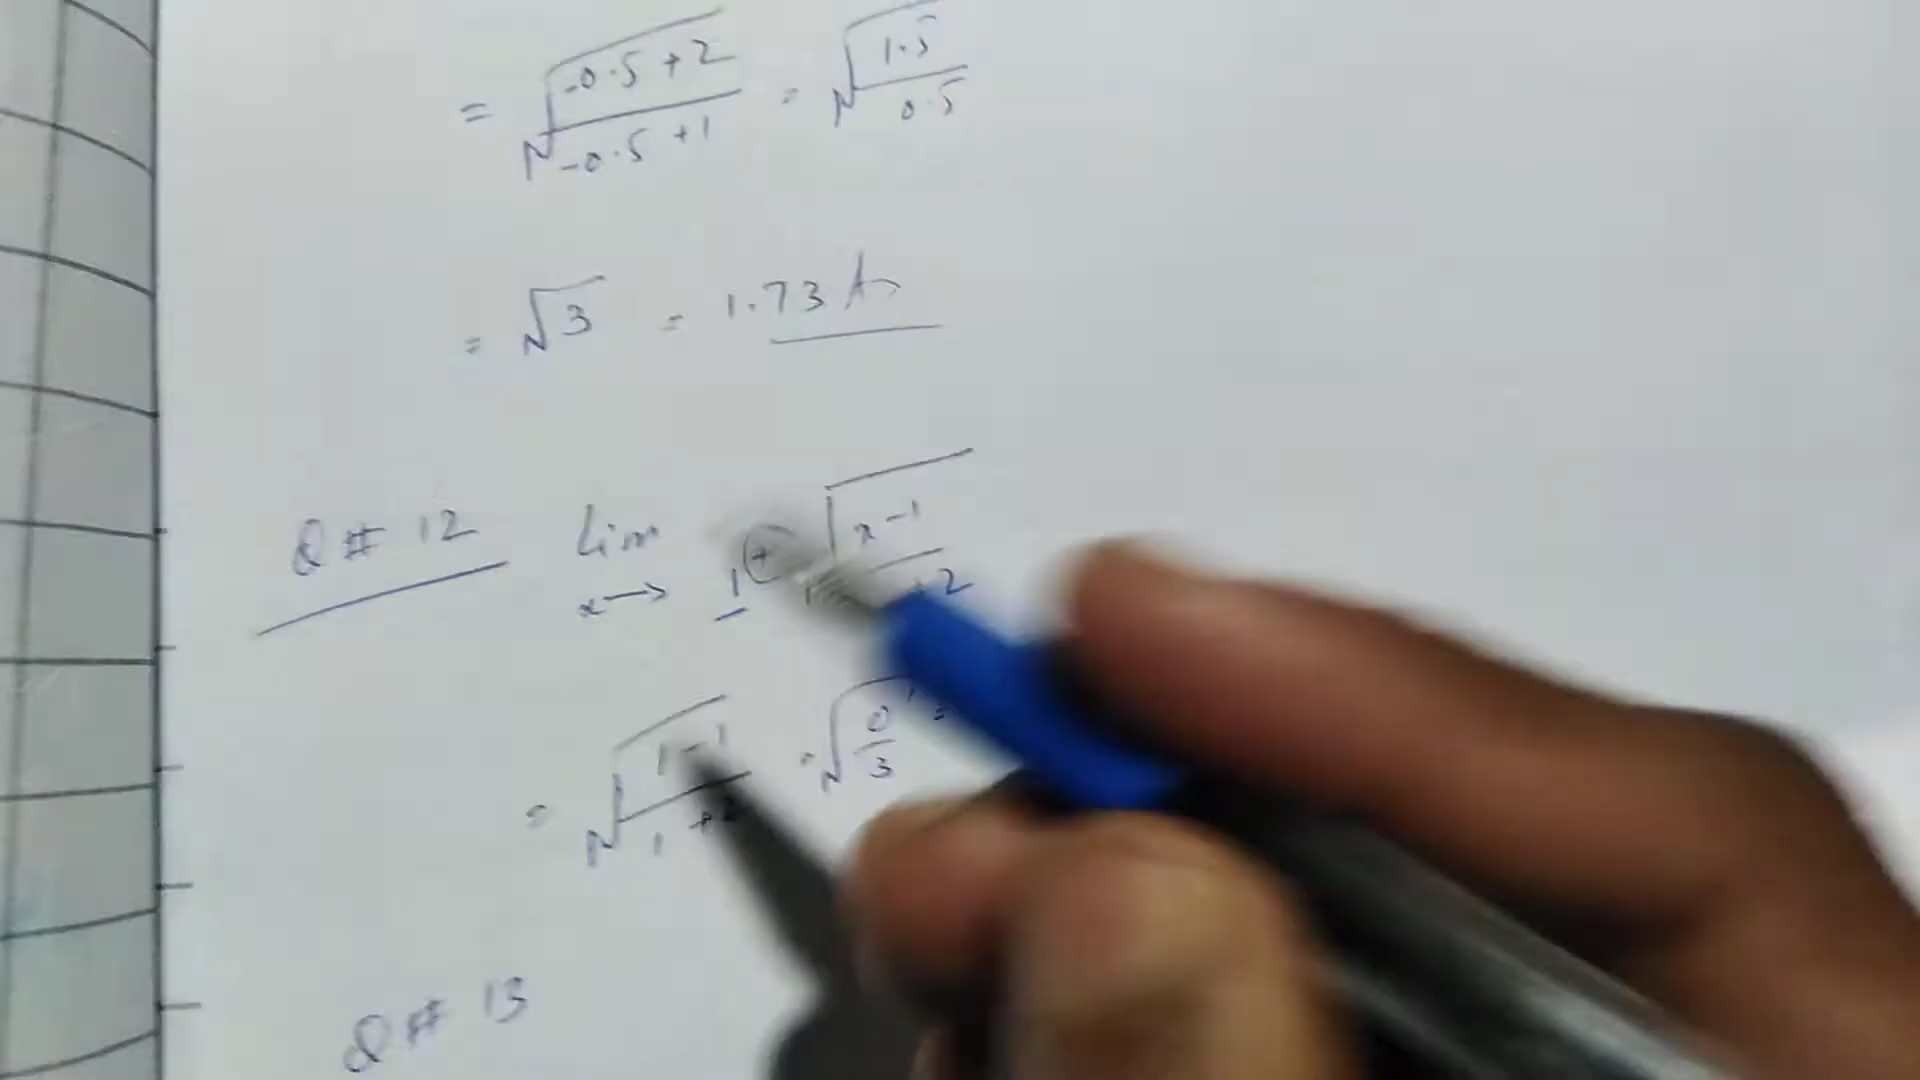 = √(-0.5+2 / -0.5+1) = √(1.5 / 0.5)
= √3 = 1.73 A
Q # 12 Lim x→ 1⁺ √(x-1 / +2)
= √(1-1 / 1 +2) = √(0 / 3) =
Q # 13